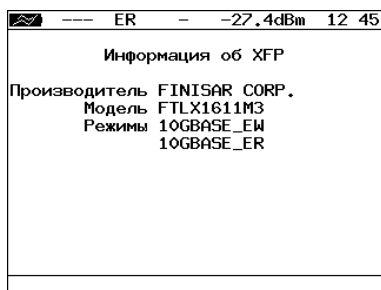 --- ER – -27.4dBm 12 45
Информация об XFP
Производитель FINISAR CORP.
Модель FTLX1611M3
Режимы 10GBASE_EW
10GBASE_ER